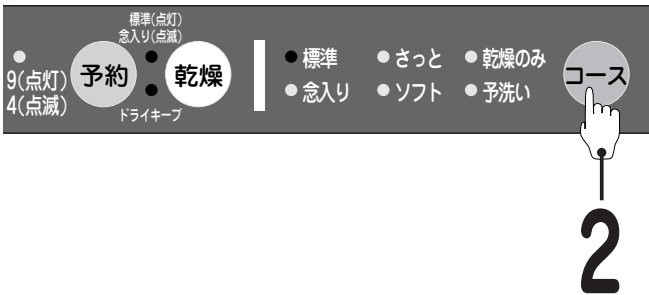 標準(点灯)
念入り(点滅)
9(点灯)
4(点滅)
予約
乾燥
ドライキープ
標準
さっと
乾燥のみ
念入り
ソフト
予洗い
コース
2